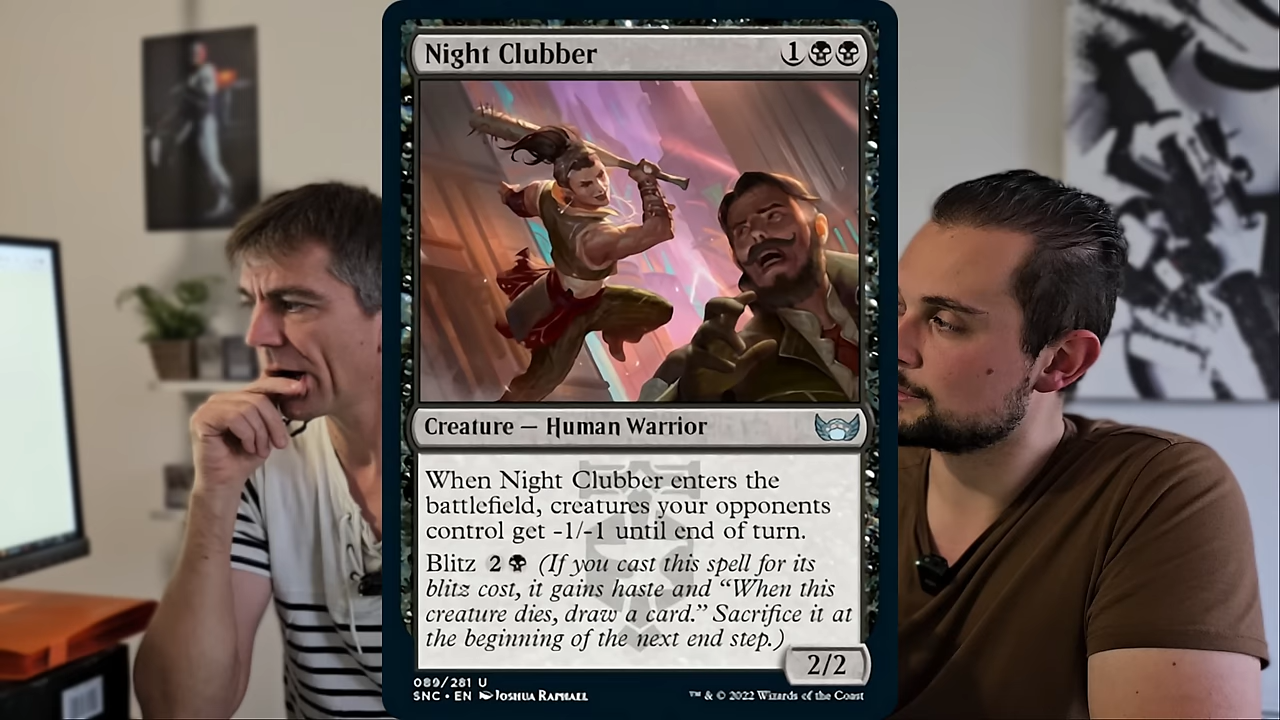 Night Clubber 1
Creature — Human Warrior
When Night Clubber enters the
battlefield, creatures your opponents
control get -1/-1 until end of turn.
Blitz 2 (If you cast this spell for its
blitz cost, it gains haste and “When this
creature dies, draw a card.” Sacrifice it at
the beginning of the next end step.)
2/2
089/281 U
SNC • EN Joshua Raphael
™ & © 2022 Wizards of the Coast